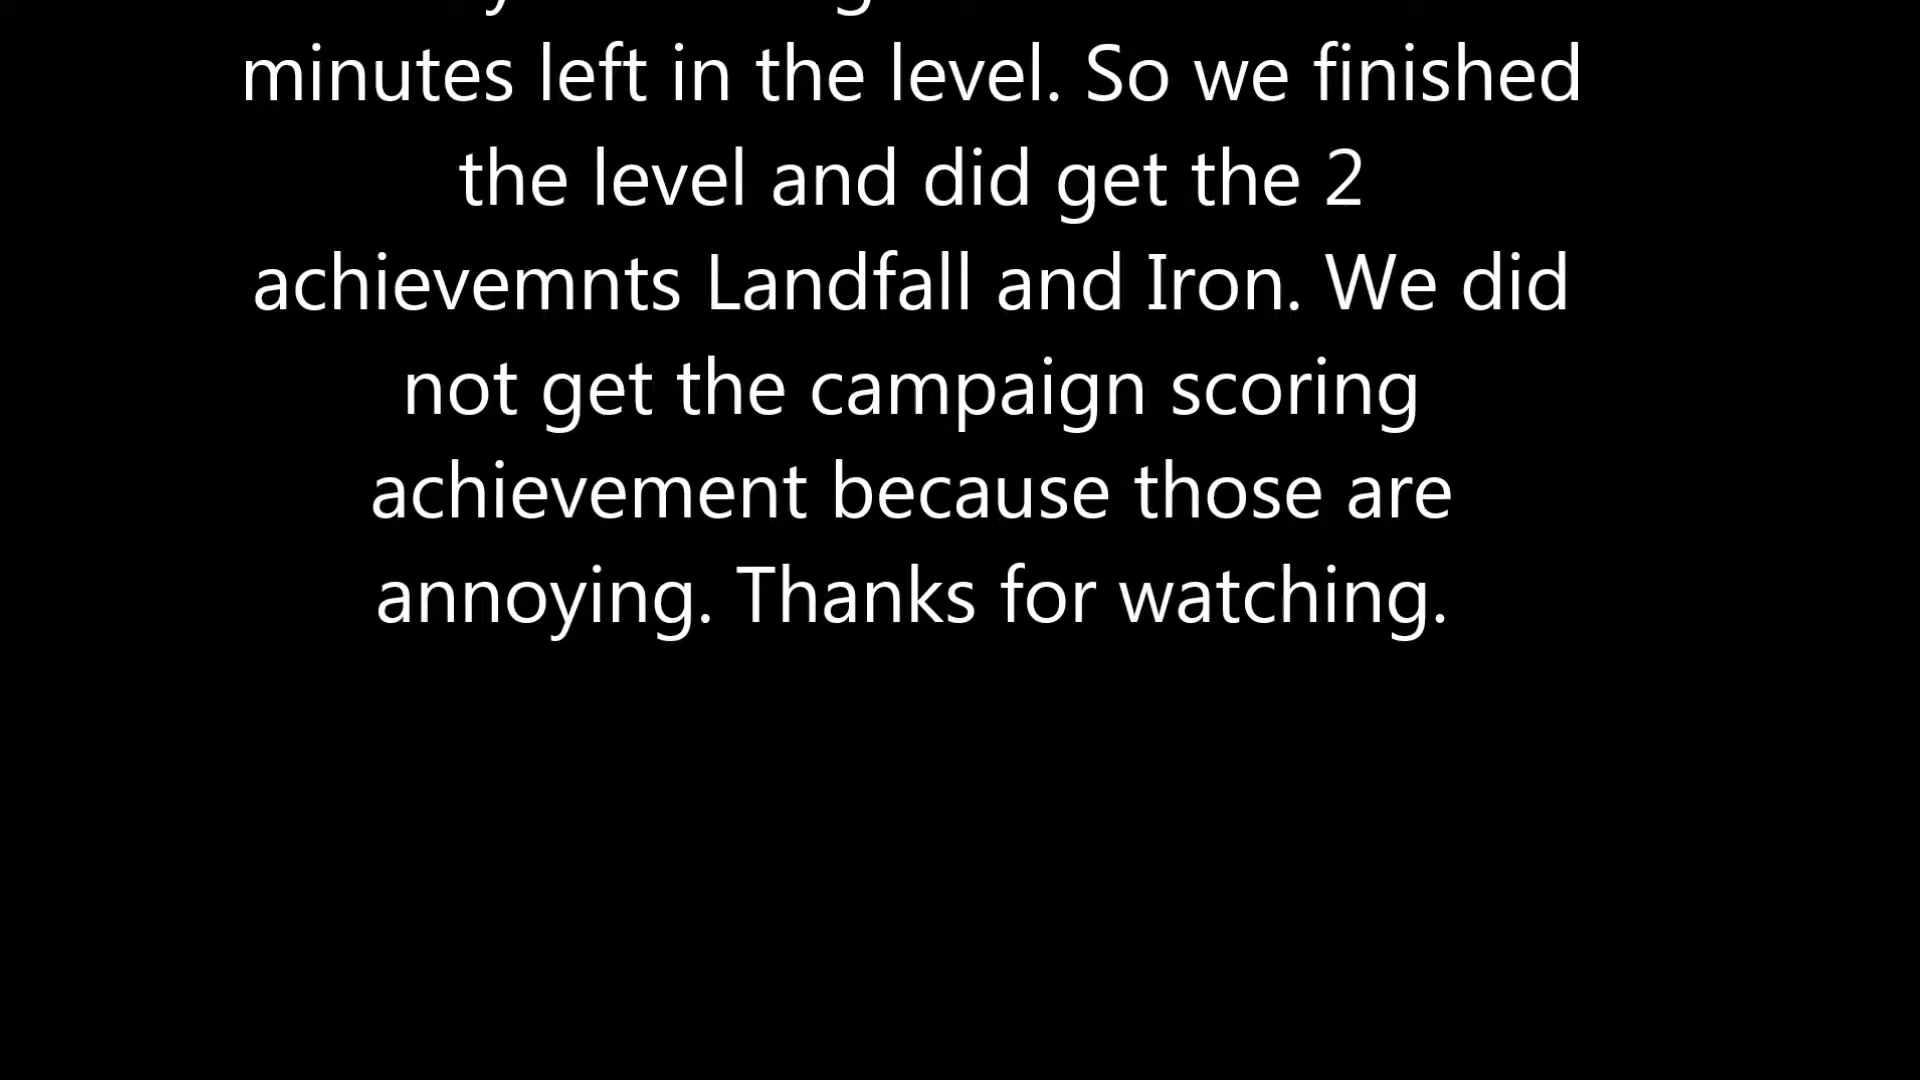 minutes left in the level. So we finished
the level and did get the 2
achievemnts Landfall and Iron. We did
not get the campaign scoring
achievement because those are
annoying. Thanks for watching.